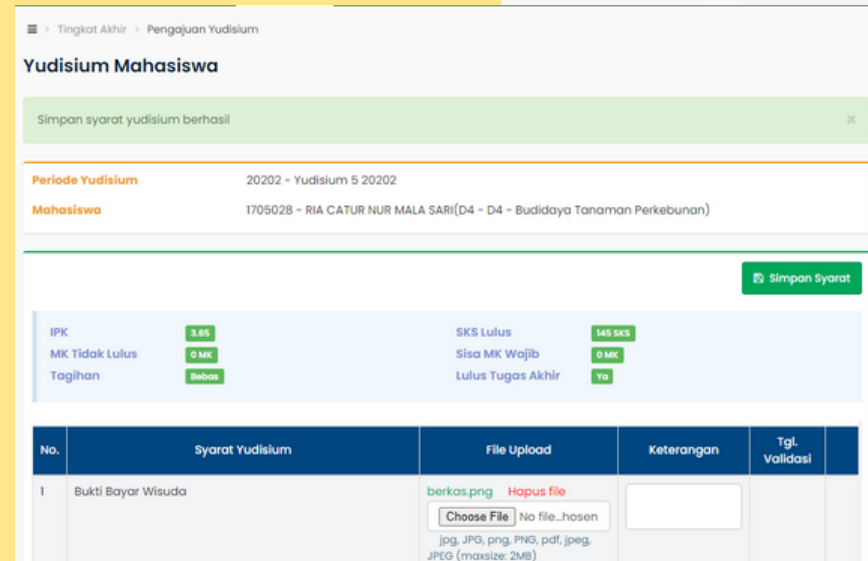 > Tingkat Akhir > Pengajuan Yudisium
Yudisium Mahasiswa
Simpan syarat yudisium berhasil ×
Periode Yudisium 20202 - Yudisium 5 20202
Mahasiswa 1705028 - RIA CATUR NUR MALA SARI(D4 - D4 - Budidaya Tanaman Perkebunan)
Simpan Syarat
IPK 3.65 SKS Lulus 145 SKS
MK Tidak Lulus 0 MK Sisa MK Wajib 0 MK
Tagihan Bebas Lulus Tugas Akhir Ya
No. Syarat Yudisium File Upload Keterangan Tgl. Validasi
1 Bukti Bayar Wisuda berkas.png Hapus file
Choose File No file...hosen
jpg, JPG, png, PNG, pdf, jpeg,
JPEG (maxsize: 2MB)